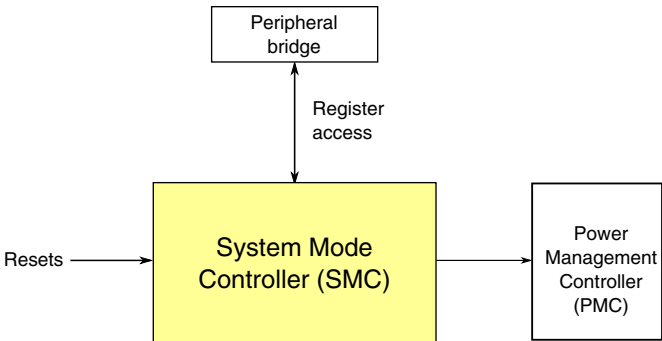 Peripheral
bridge
Register
access
Resets
System Mode
Controller (SMC)
Power
Management
Controller
(PMC)